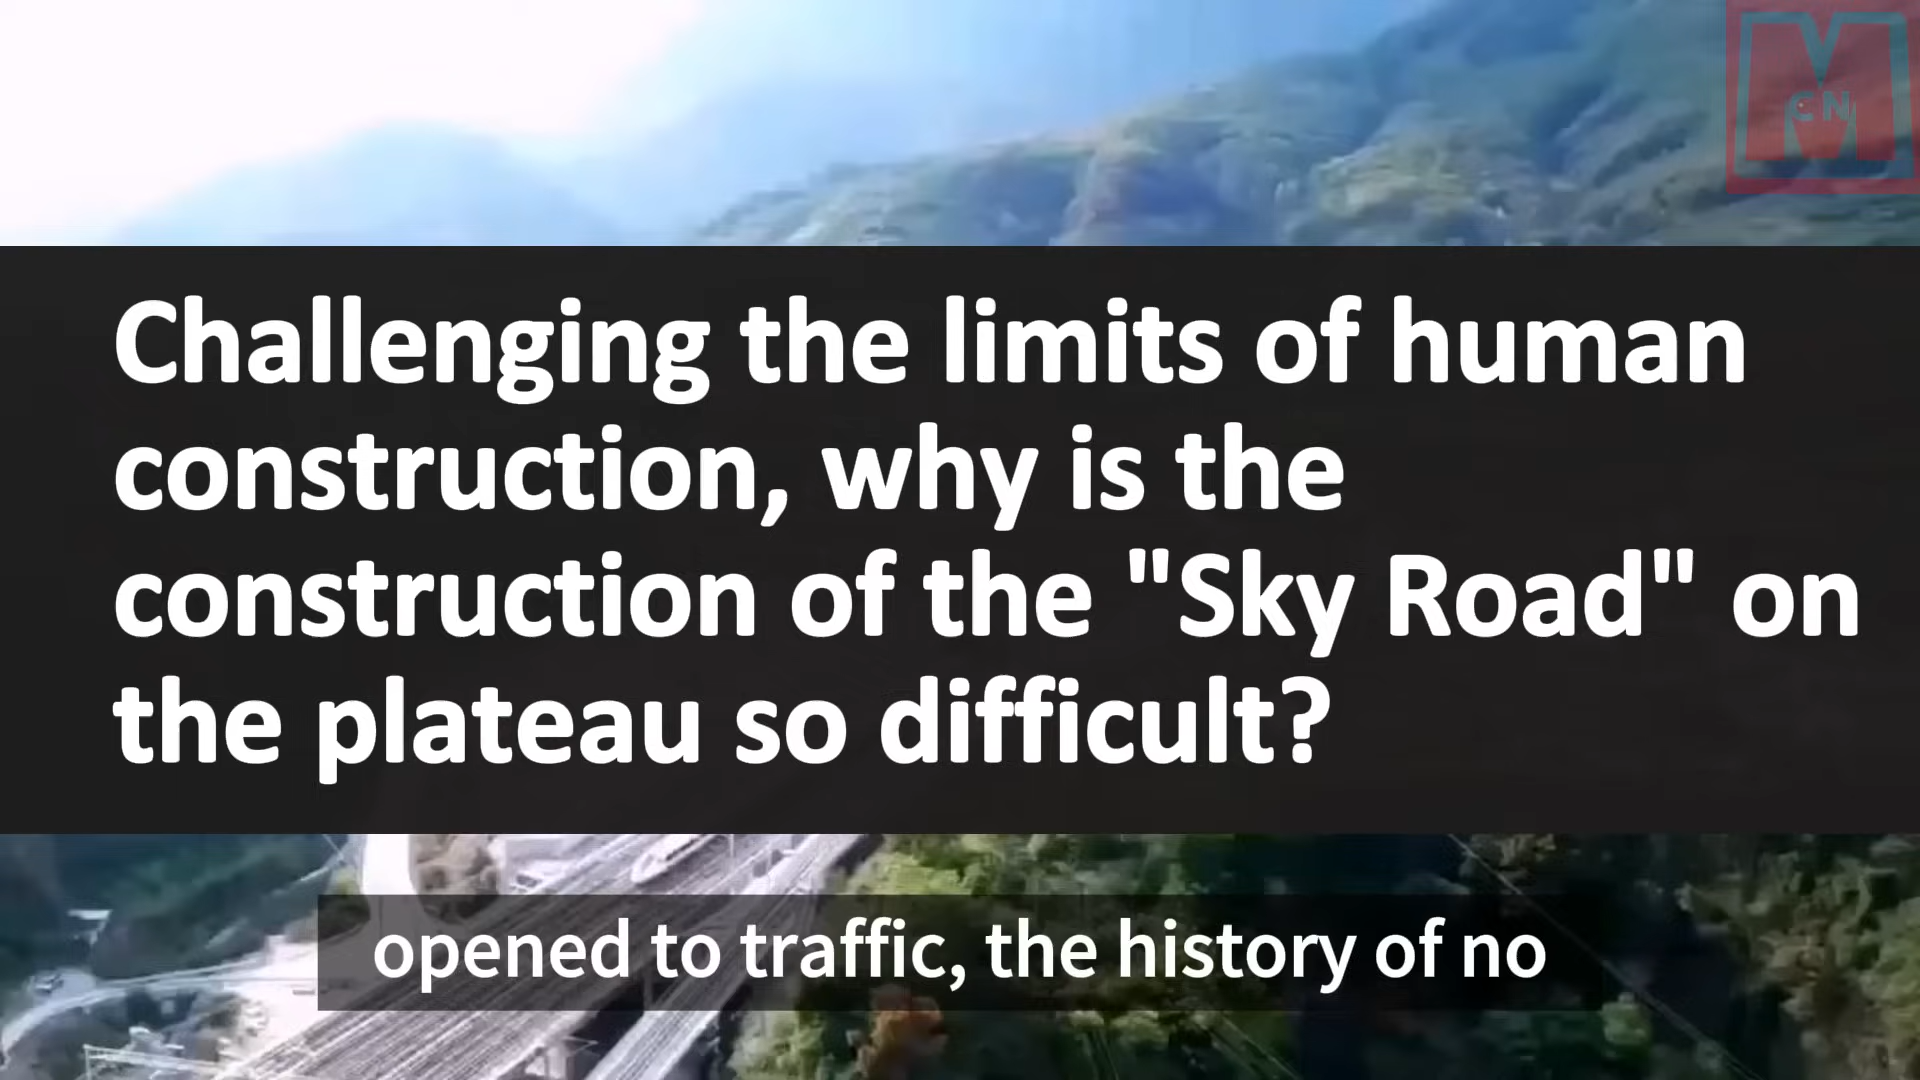 CN
Challenging the limits of human
construction, why is the
construction of the "Sky Road" on
the plateau so difficult?
opened to traffic, the history of no